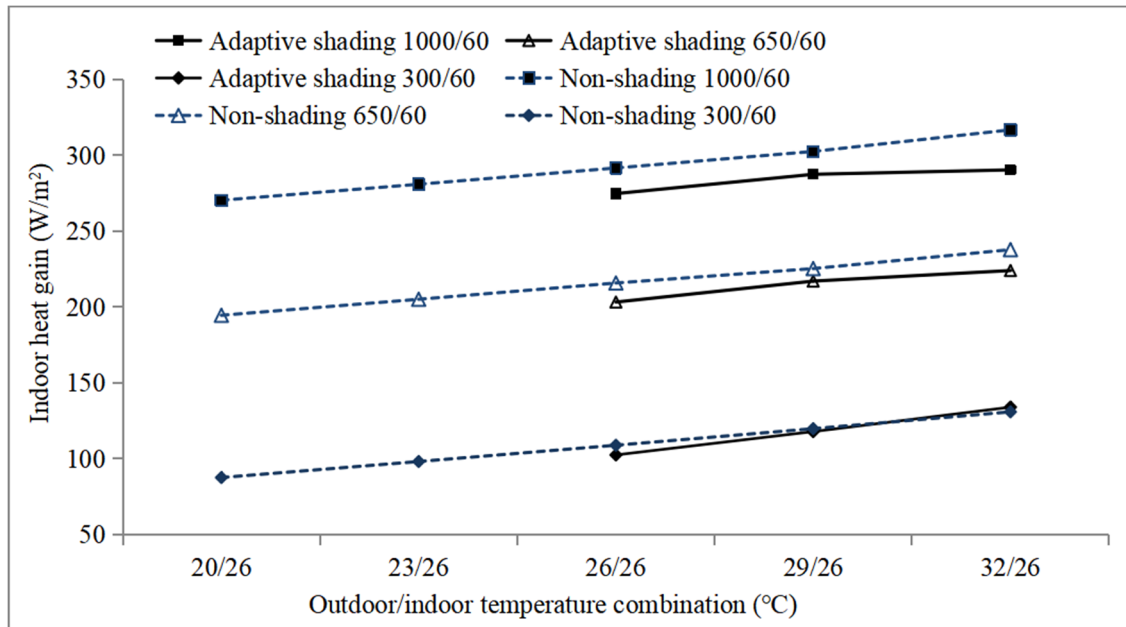 Adaptive shading 1000/60 Adaptive shading 650/60
Adaptive shading 300/60 Non-shading 1000/60
Non-shading 650/60 Non-shading 300/60
350
300
250
200
150
100
50
Indoor heat gain (W/m²)
20/26 23/26 26/26 29/26 32/26
Outdoor/indoor temperature combination (℃)